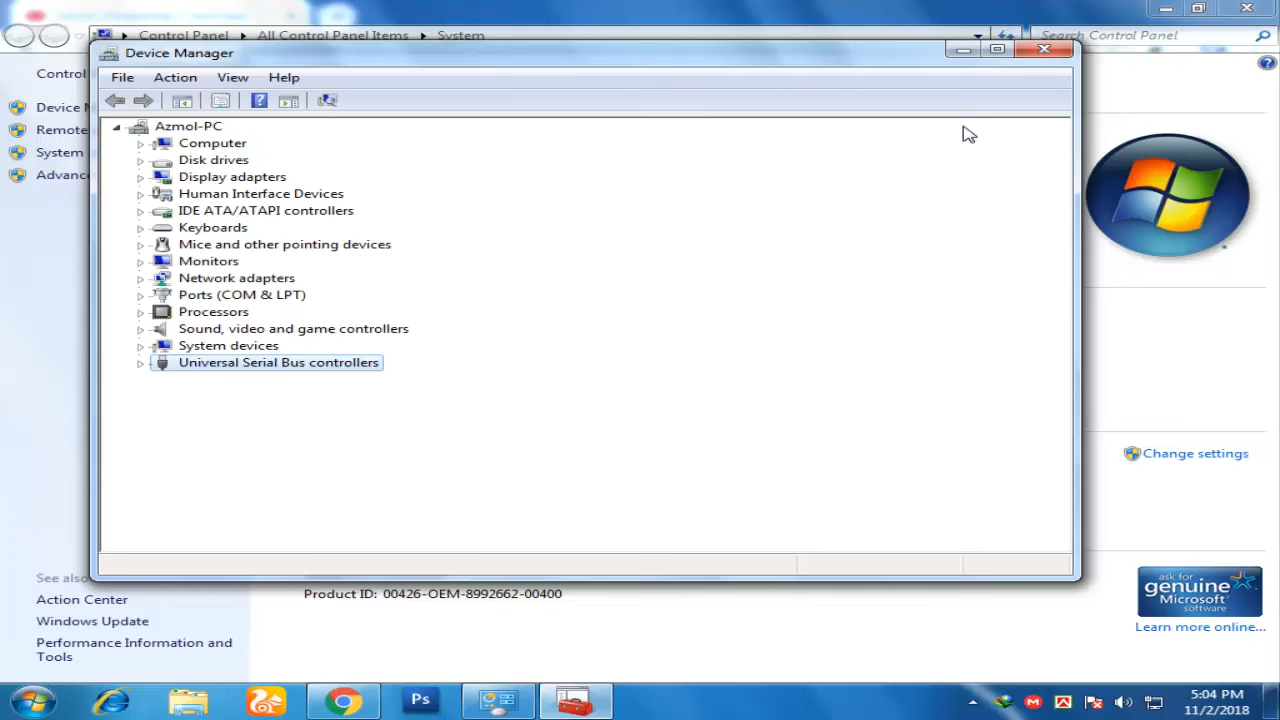 Control Panel
All Control Panel Items
System
Search Control Panel
Device Manager
File Action View Help
Azmol-PC
Computer
Disk drives
Display adapters
Human Interface Devices
IDE ATA/ATAPI controllers
Keyboards
Mice and other pointing devices
Monitors
Network adapters
Ports (COM & LPT)
Processors
Sound, video and game controllers
System devices
Universal Serial Bus controllers
Control
Device M
Remote
System
Advanc
Change settings
See also
Action Center
Windows Update
Performance Information and
Tools
Product ID: 00426-OEM-8992662-00400
ask for
genuine
Microsoft
software
Learn more online...
Ps
5:04 PM
11/2/2018